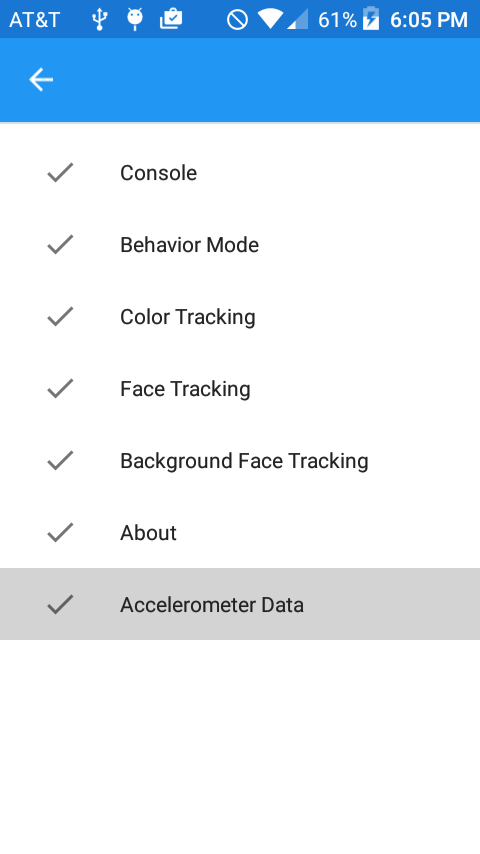 AT&T 61% 6:05 PM
Console
Behavior Mode
Color Tracking
Face Tracking
Background Face Tracking
About
Accelerometer Data